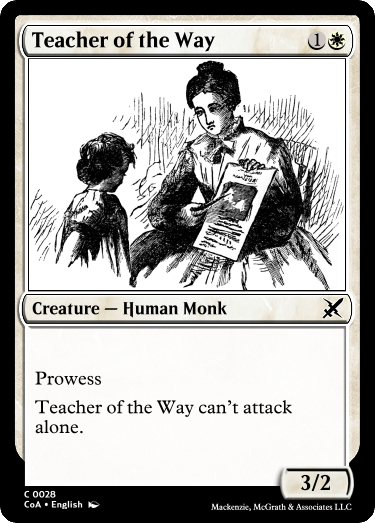 Teacher of the Way 1
Creature — Human Monk
Prowess
Teacher of the Way can't attack
alone.
3/2
C 0028
CoA • English
Mackenzie, McGrath & Associates LLC